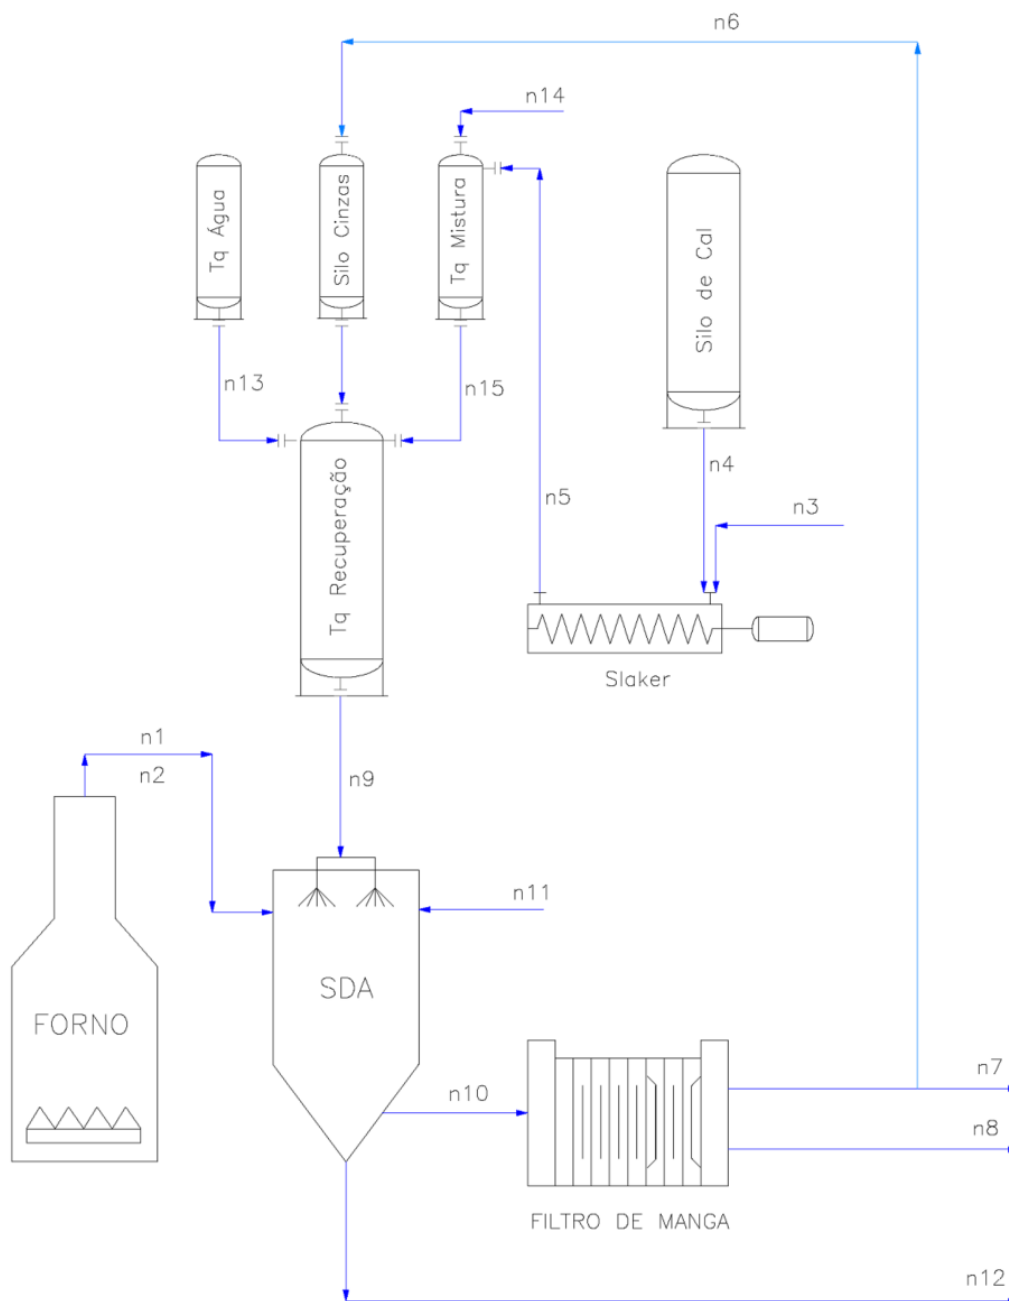 n6
n14
Tq Água
Silo Cinzas
Tq Mistura
Silo de Cal
n13
n15
n4
n5
n3
Tq Recuperação
Slaker
n1
n2
n9
n11
SDA
FORNO
n10
n7
n8
FILTRO DE MANGA
n12